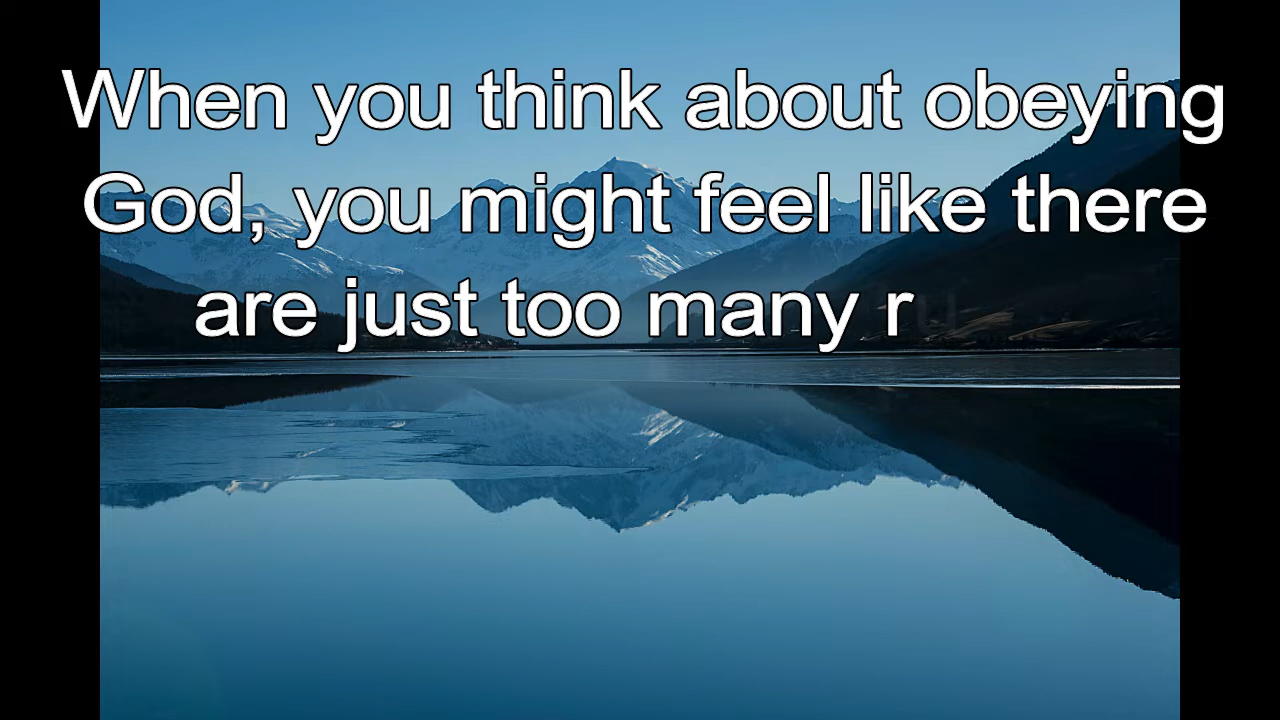 When you think about obeying
God, you might feel like there
are just too many r